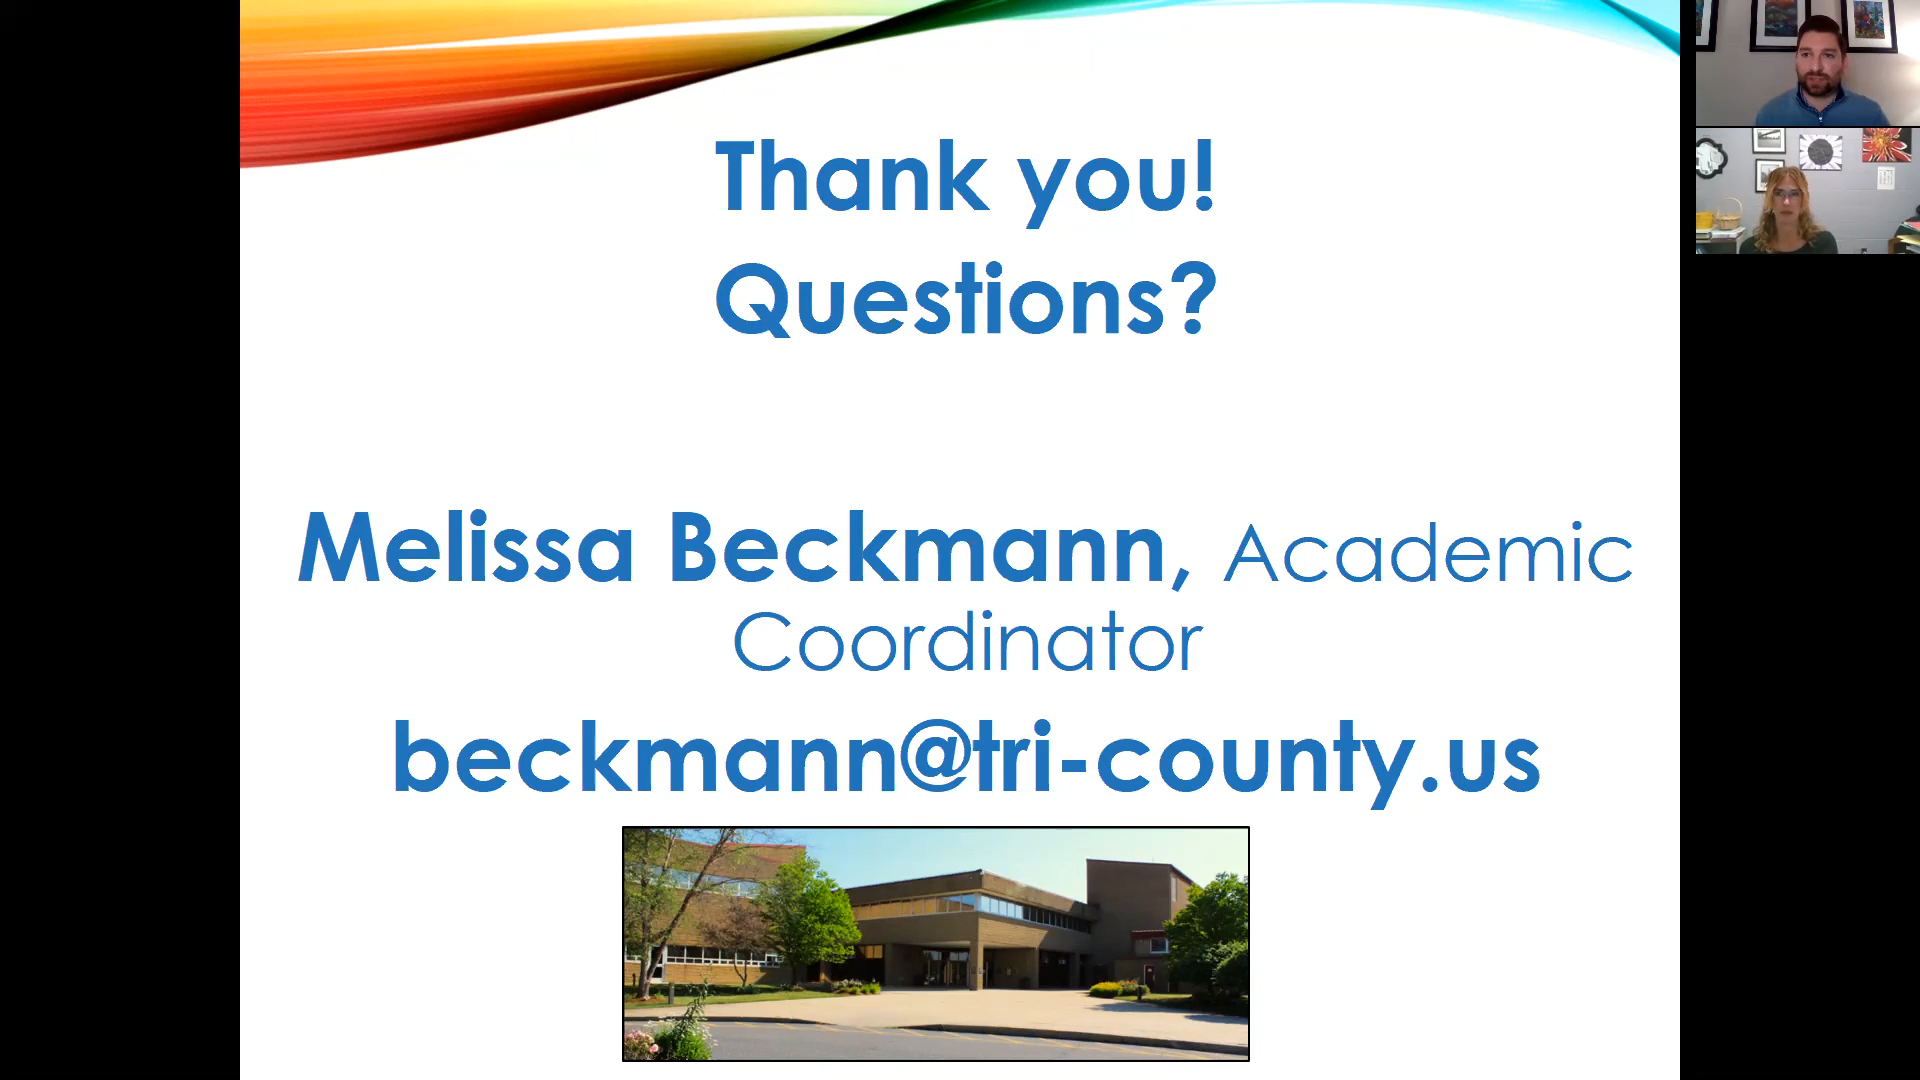 Thank you!
Questions?
Melissa Beckmann, Academic
Coordinator
beckmann@tri-county.us